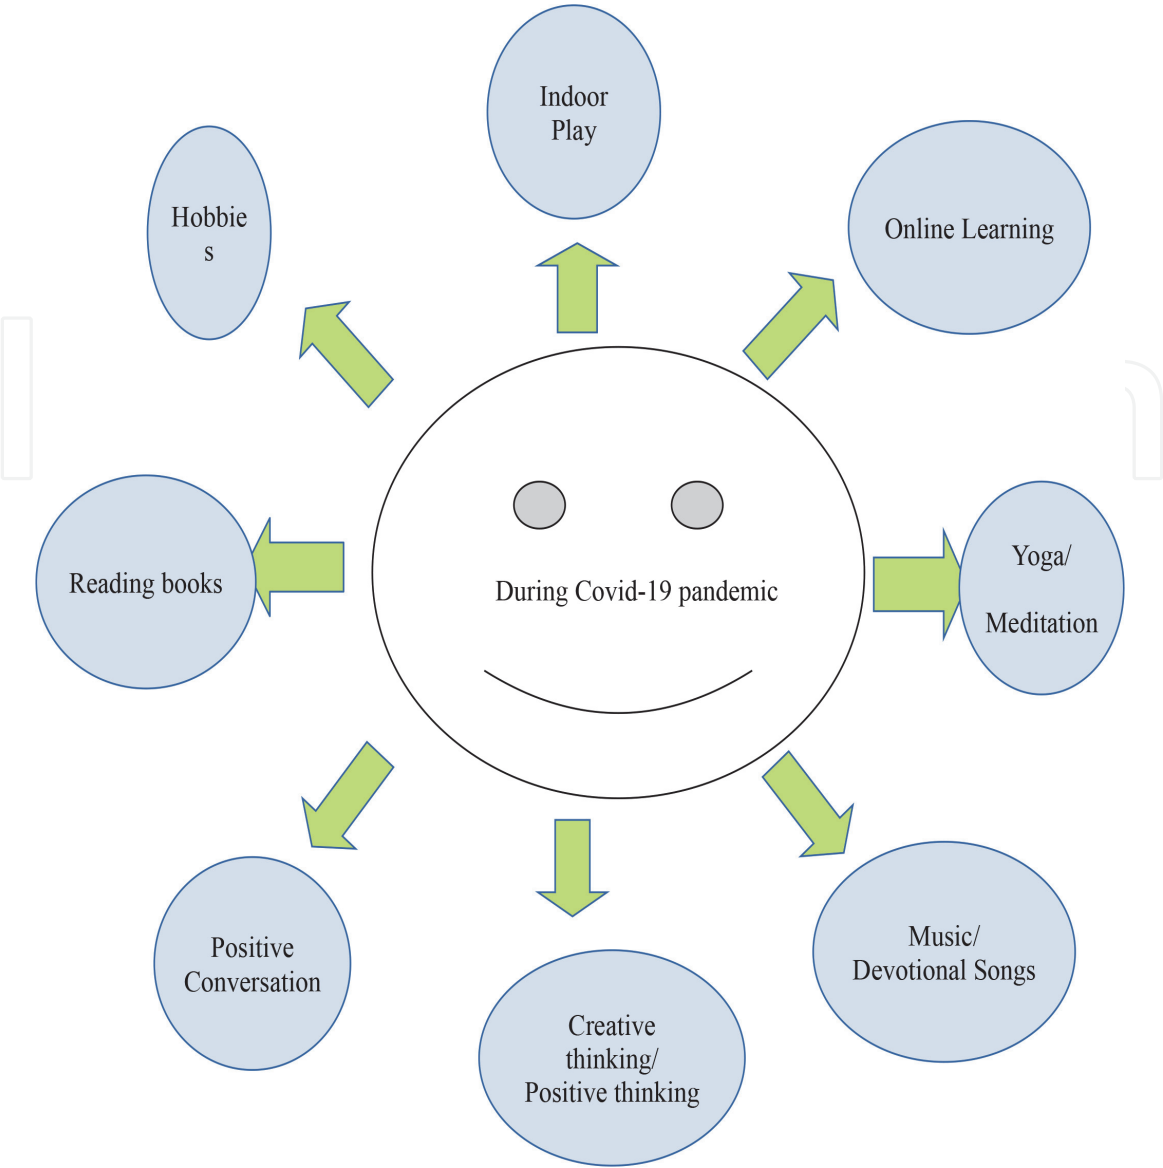 Indoor
Play
Online Learning
Hobbie
s
Yoga/
Meditation
Reading books
During Covid-19 pandemic
Music/
Devotional Songs
Positive
Conversation
Creative
thinking/
Positive thinking